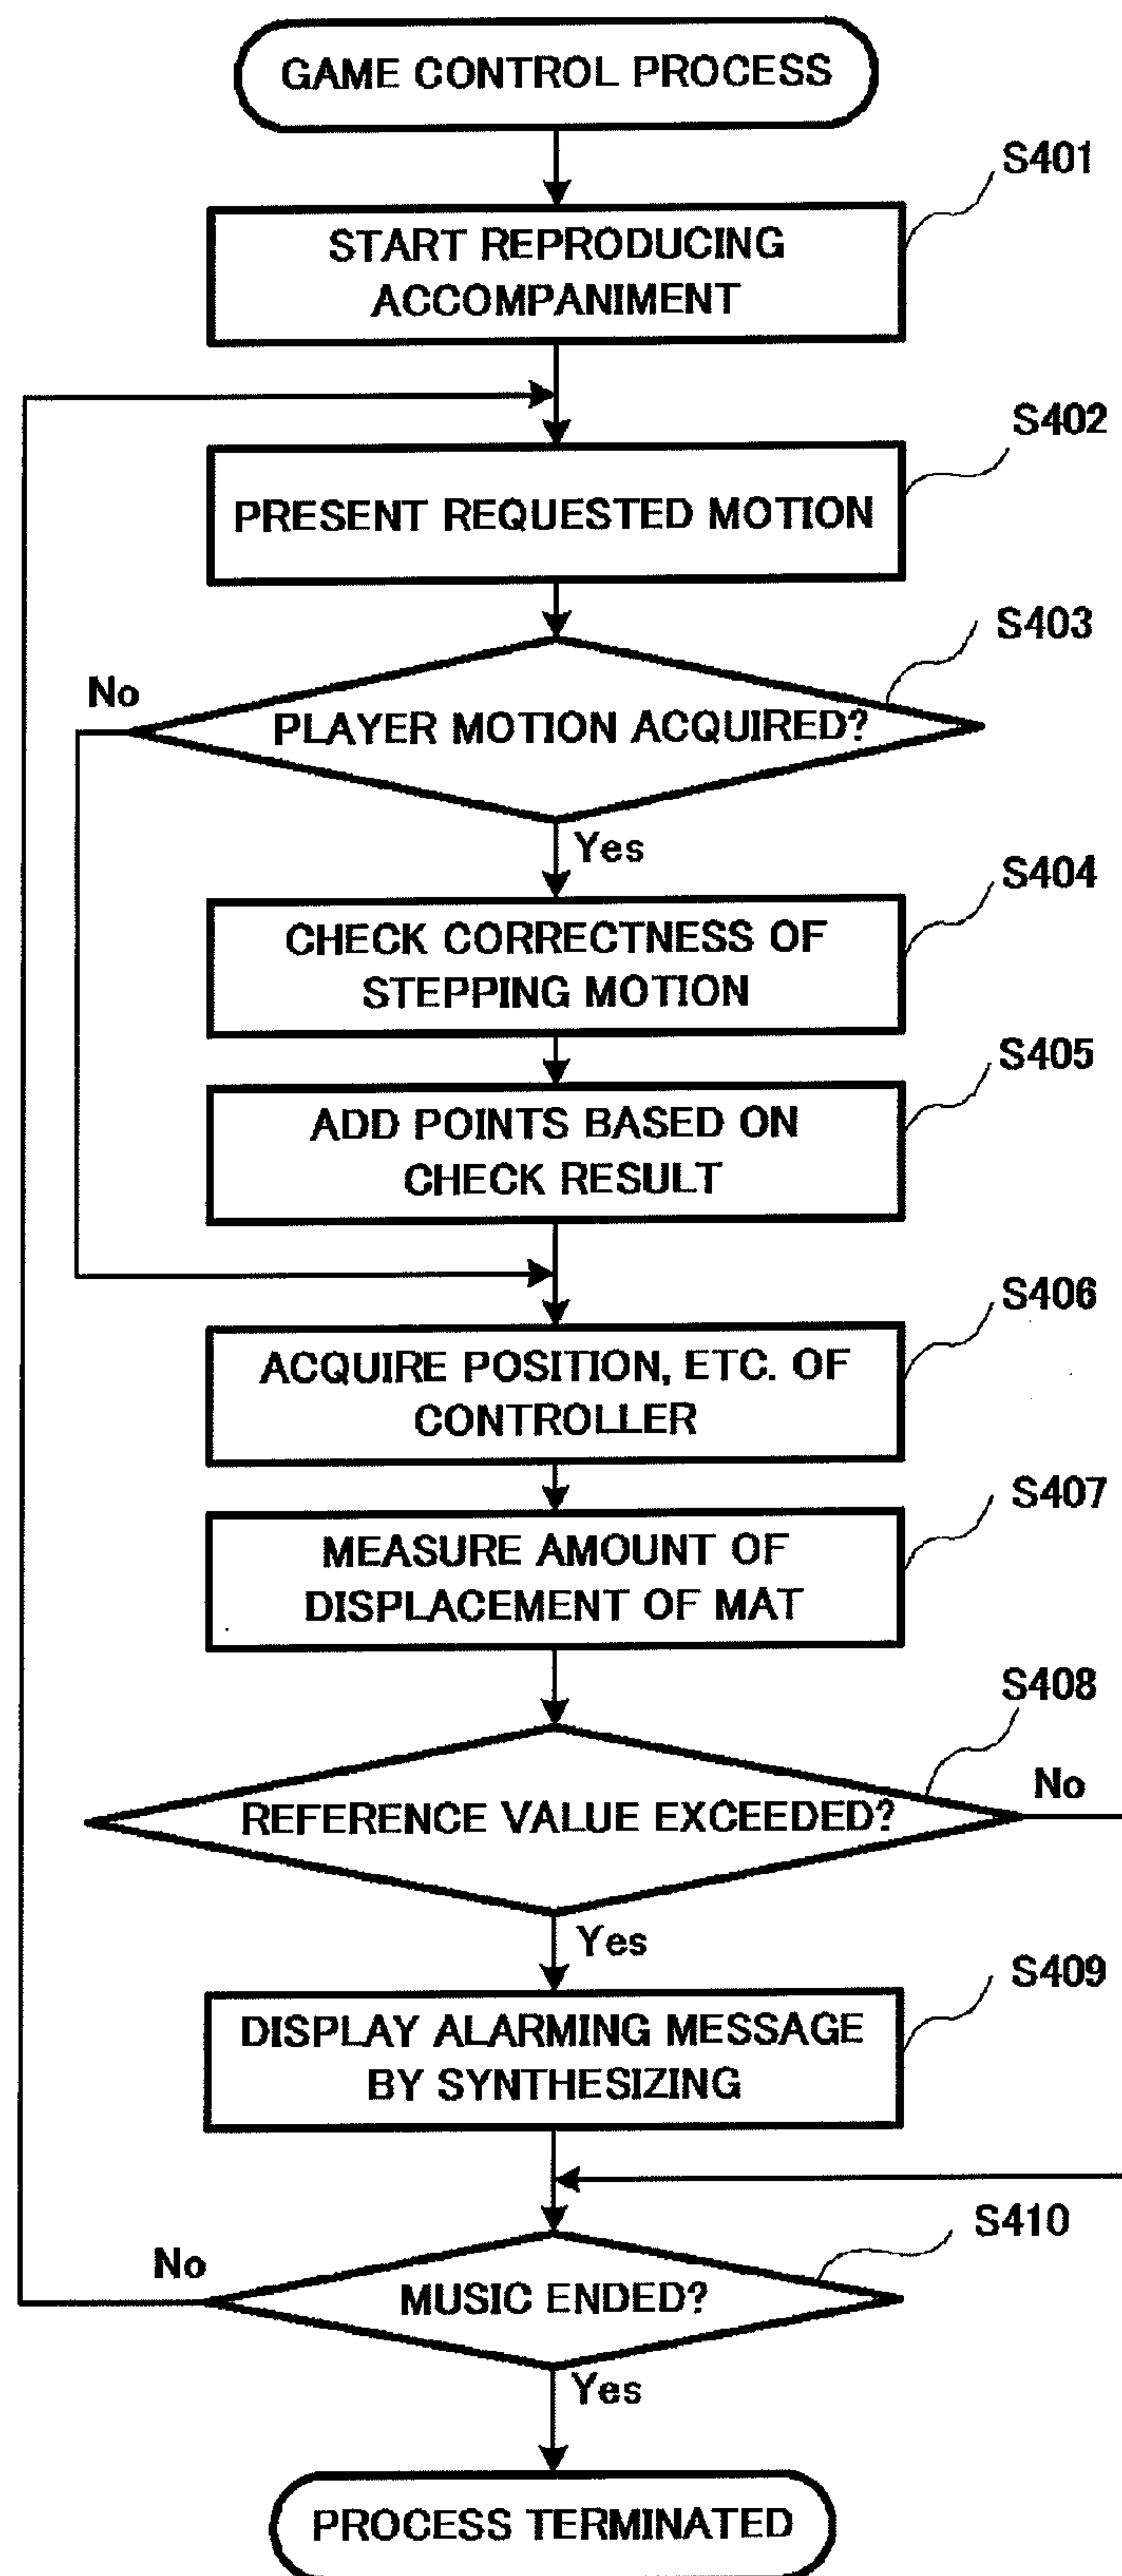 GAME CONTROL PROCESS
S401
START REPRODUCING
ACCOMPANIMENT
S402
PRESENT REQUESTED MOTION
S403
No
PLAYER MOTION ACQUIRED?
Yes
S404
CHECK CORRECTNESS OF
STEPPING MOTION
S405
ADD POINTS BASED ON
CHECK RESULT
S406
ACQUIRE POSITION, ETC. OF
CONTROLLER
S407
MEASURE AMOUNT OF
DISPLACEMENT OF MAT
S408
No
REFERENCE VALUE EXCEEDED?
Yes
S409
DISPLAY ALARMING MESSAGE
BY SYNTHESIZING
S410
No
MUSIC ENDED?
Yes
PROCESS TERMINATED